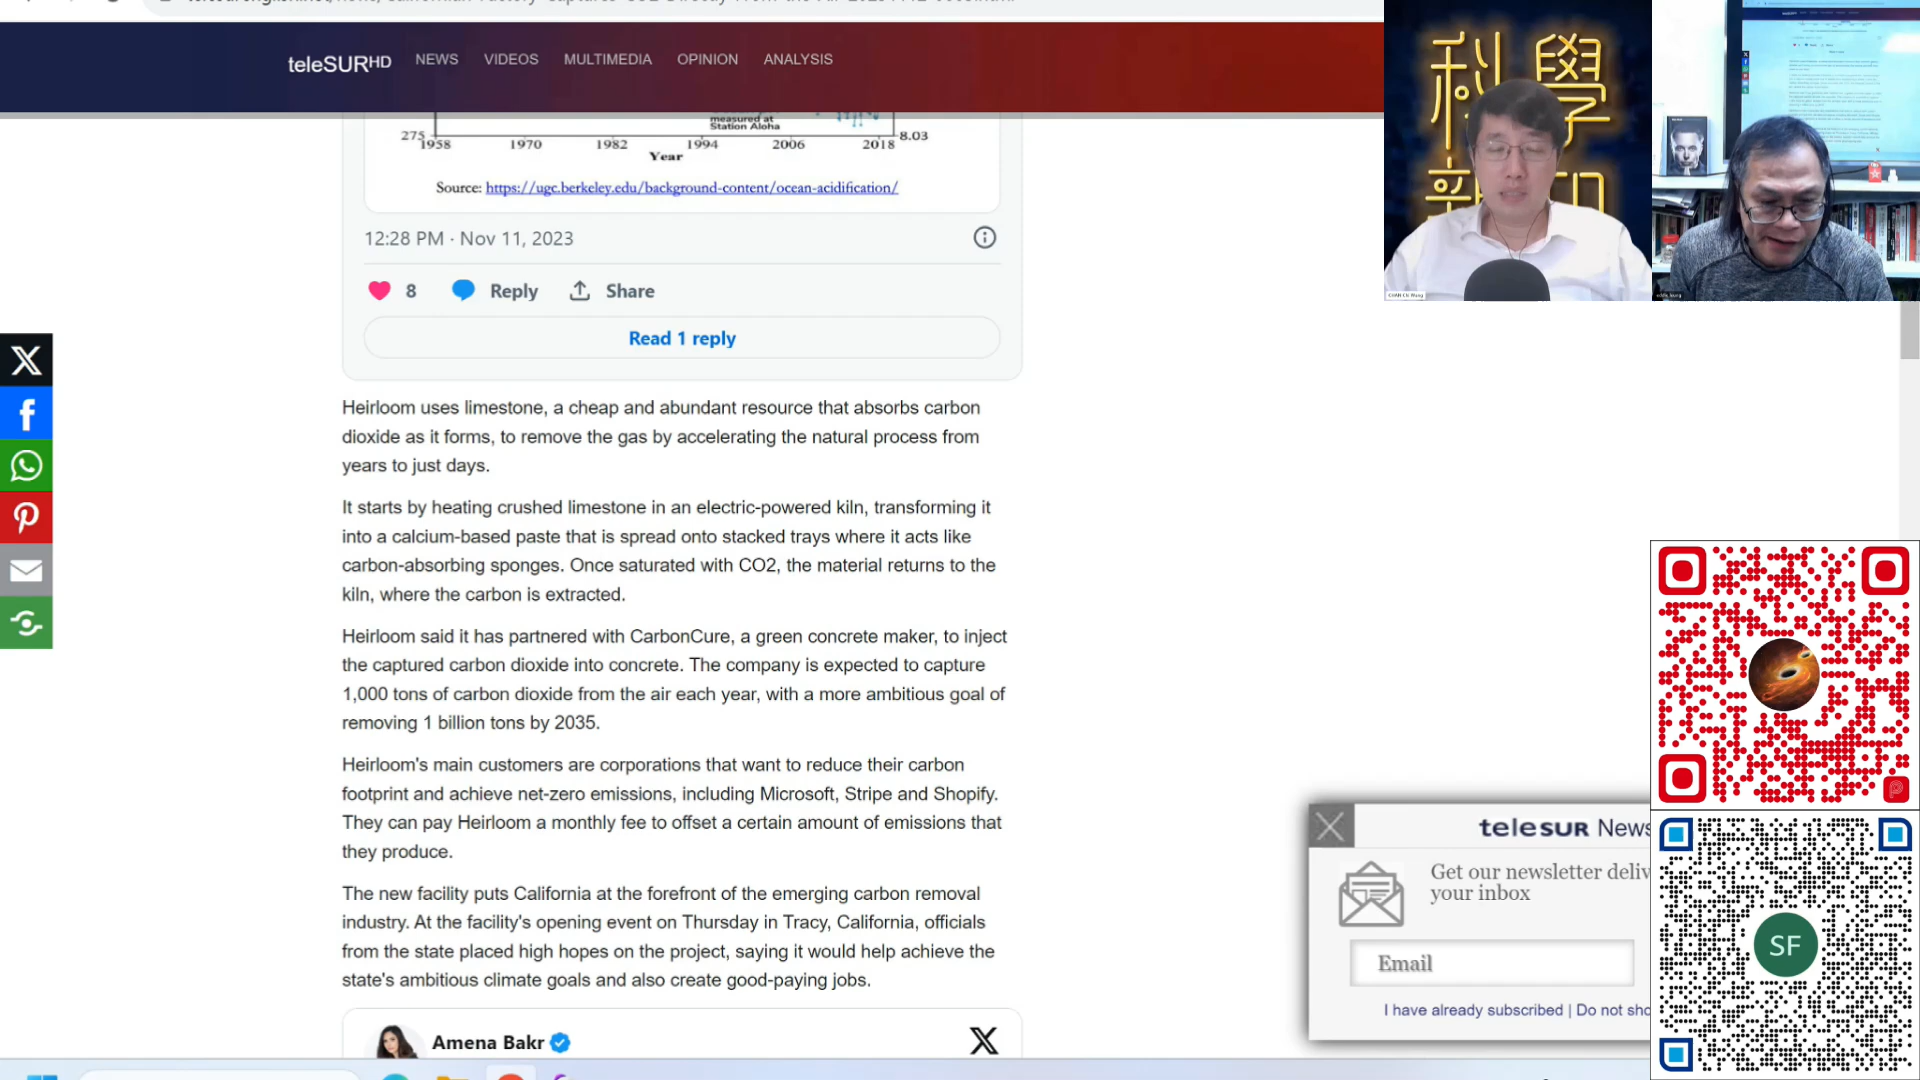 teleSURHD NEWS VIDEOS MULTIMEDIA OPINION ANALYSIS
科學
新知
measured at
Station Aloha
275 8.03
1958 1970 1982 1994 2006 2018
Year
Source: https://ugc.berkeley.edu/background-content/ocean-acidification/
12:28 PM · Nov 11, 2023
8 Reply Share
Read 1 reply
Heirloom uses limestone, a cheap and abundant resource that absorbs carbon
dioxide as it forms, to remove the gas by accelerating the natural process from
years to just days.
It starts by heating crushed limestone in an electric-powered kiln, transforming it
into a calcium-based paste that is spread onto stacked trays where it acts like
carbon-absorbing sponges. Once saturated with CO2, the material returns to the
kiln, where the carbon is extracted.
Heirloom said it has partnered with CarbonCure, a green concrete maker, to inject
the captured carbon dioxide into concrete. The company is expected to capture
1,000 tons of carbon dioxide from the air each year, with a more ambitious goal of
removing 1 billion tons by 2035.
Heirloom's main customers are corporations that want to reduce their carbon
footprint and achieve net-zero emissions, including Microsoft, Stripe and Shopify.
They can pay Heirloom a monthly fee to offset a certain amount of emissions that
they produce.
The new facility puts California at the forefront of the emerging carbon removal
industry. At the facility's opening event on Thursday in Tracy, California, officials
from the state placed high hopes on the project, saying it would help achieve the
state's ambitious climate goals and also create good-paying jobs.
Amena Bakr
teleSUR News
Get our newsletter deliv
your inbox
Email
I have already subscribed | Do not sho
SF